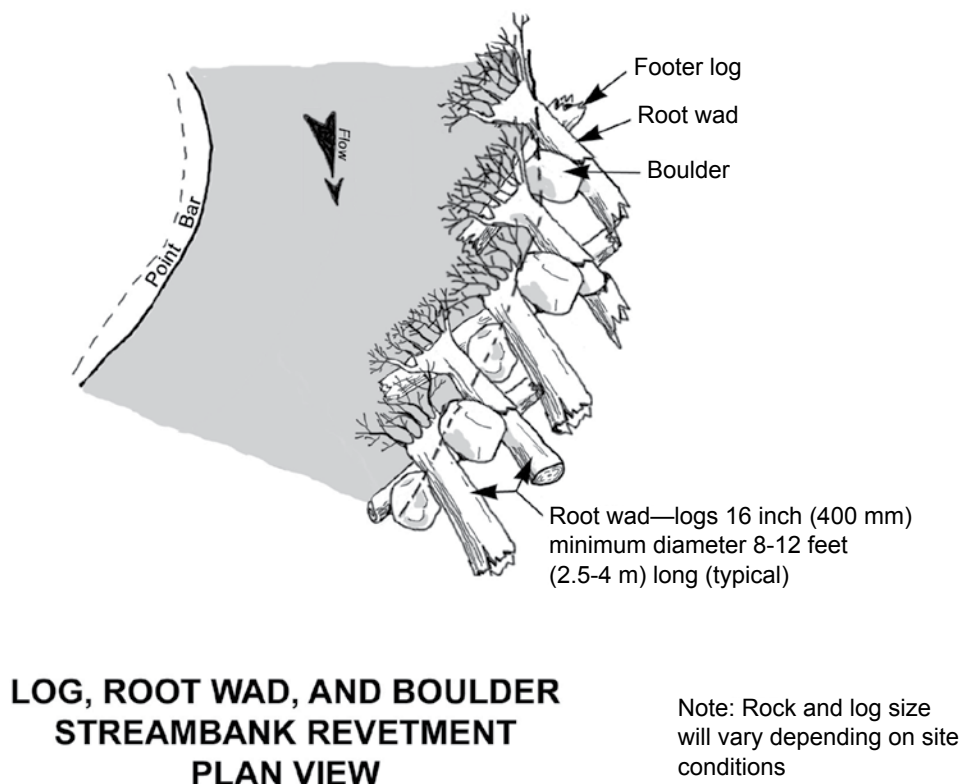 Footer log
Root wad
Boulder
Flow
Point Bar
Root wad—logs 16 inch (400 mm)
minimum diameter 8-12 feet
(2.5-4 m) long (typical)
LOG, ROOT WAD, AND BOULDER
STREAMBANK REVETMENT
PLAN VIEW
Note: Rock and log size
will vary depending on site
conditions